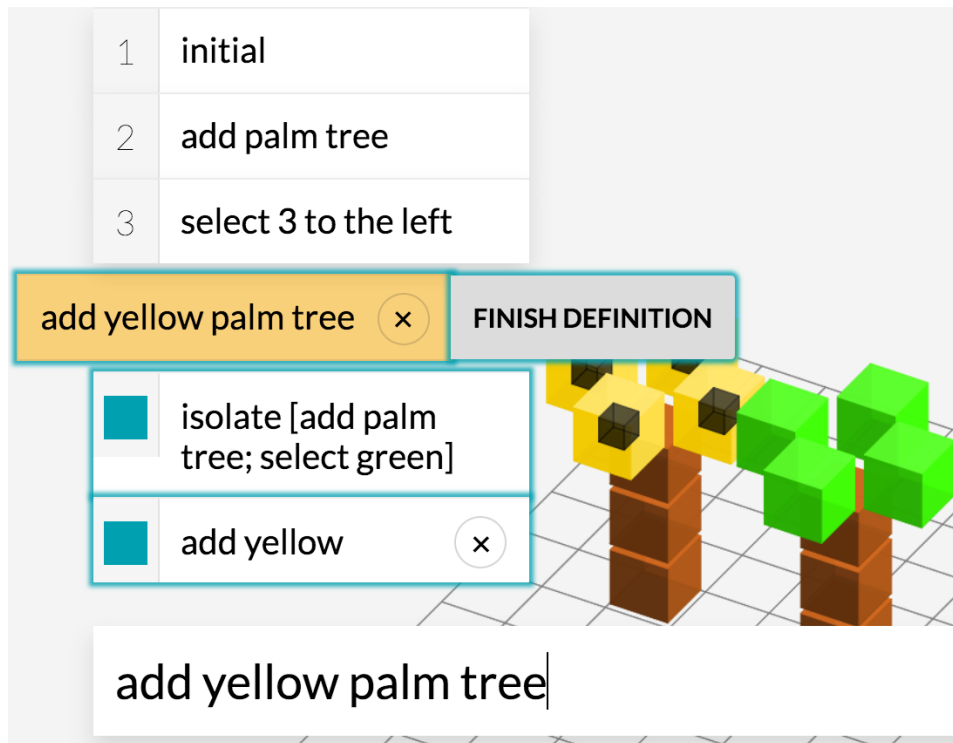 1 initial
2 add palm tree
3 select 3 to the left
add yellow palm tree × FINISH DEFINITION
isolate [add palm
tree; select green]
add yellow ×
add yellow palm tree